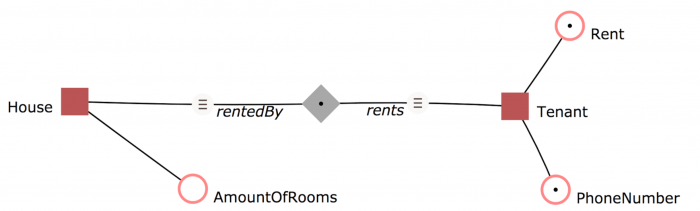 Rent
House
rentedBy
rents
Tenant
AmountOfRooms
PhoneNumber